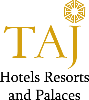 TAJ
Hotels Resorts
and Palaces